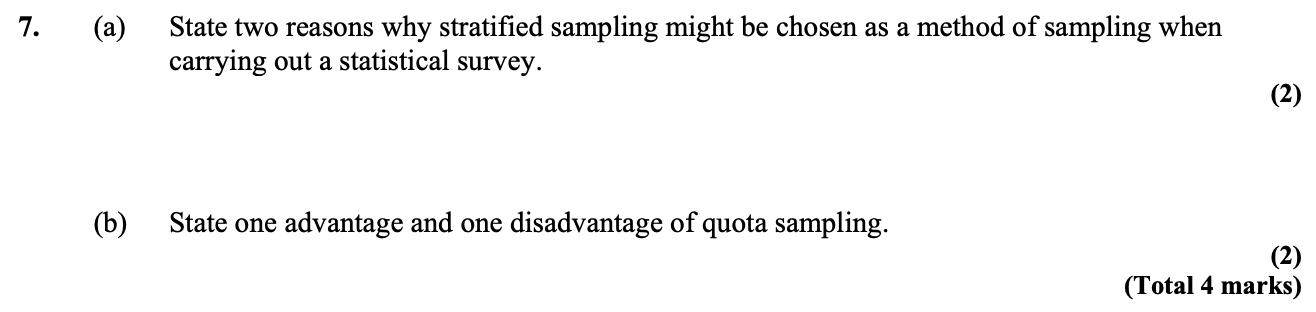 7. (a) State two reasons why stratified sampling might be chosen as a method of sampling when
carrying out a statistical survey.
(2)
(b) State one advantage and one disadvantage of quota sampling.
(2)
(Total 4 marks)